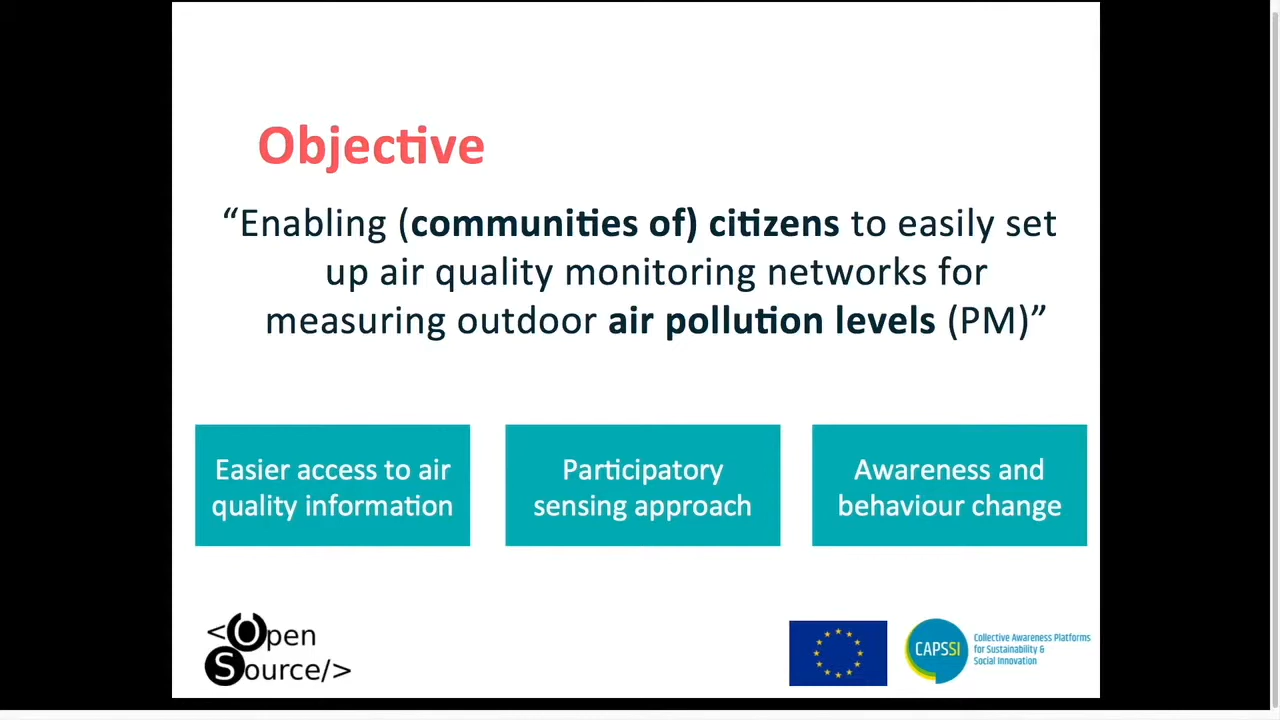 Objective
“Enabling (communities of) citizens to easily set
up air quality monitoring networks for
measuring outdoor air pollution levels (PM)”
Easier access to air
quality information
Participatory
sensing approach
Awareness and
behaviour change
<Open
Source/>
CAPSSI
Collective Awareness Platforms
for Sustainability &
Social Innovation